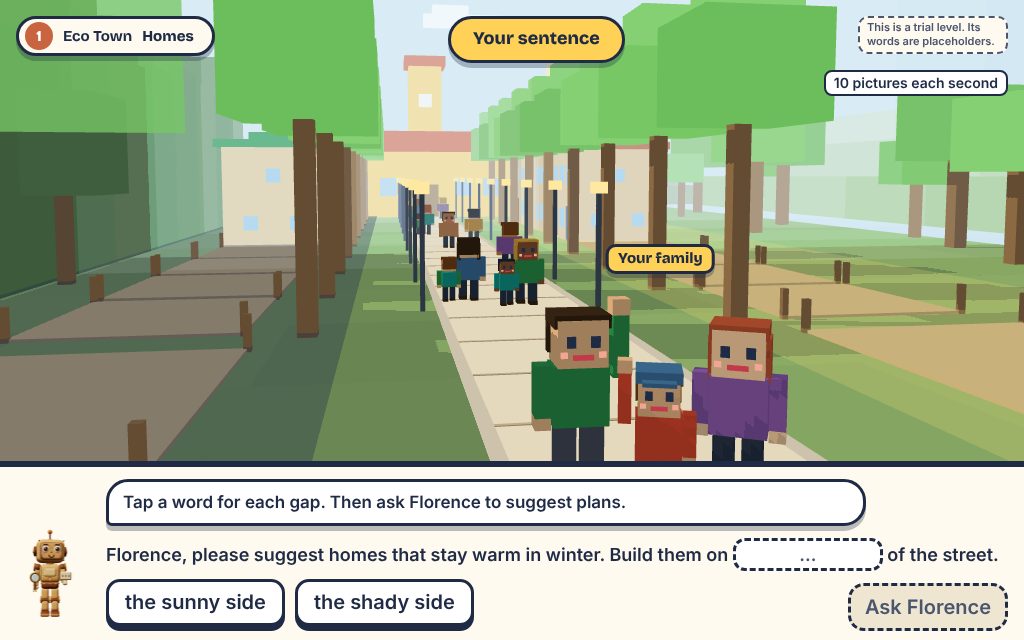 1 Eco Town Homes
Your sentence
This is a trial level. Its
words are placeholders.
10 pictures each second
Your family
Tap a word for each gap. Then ask Florence to suggest plans.
Florence, please suggest homes that stay warm in winter. Build them on ... of the street.
the sunny side
the shady side
Ask Florence